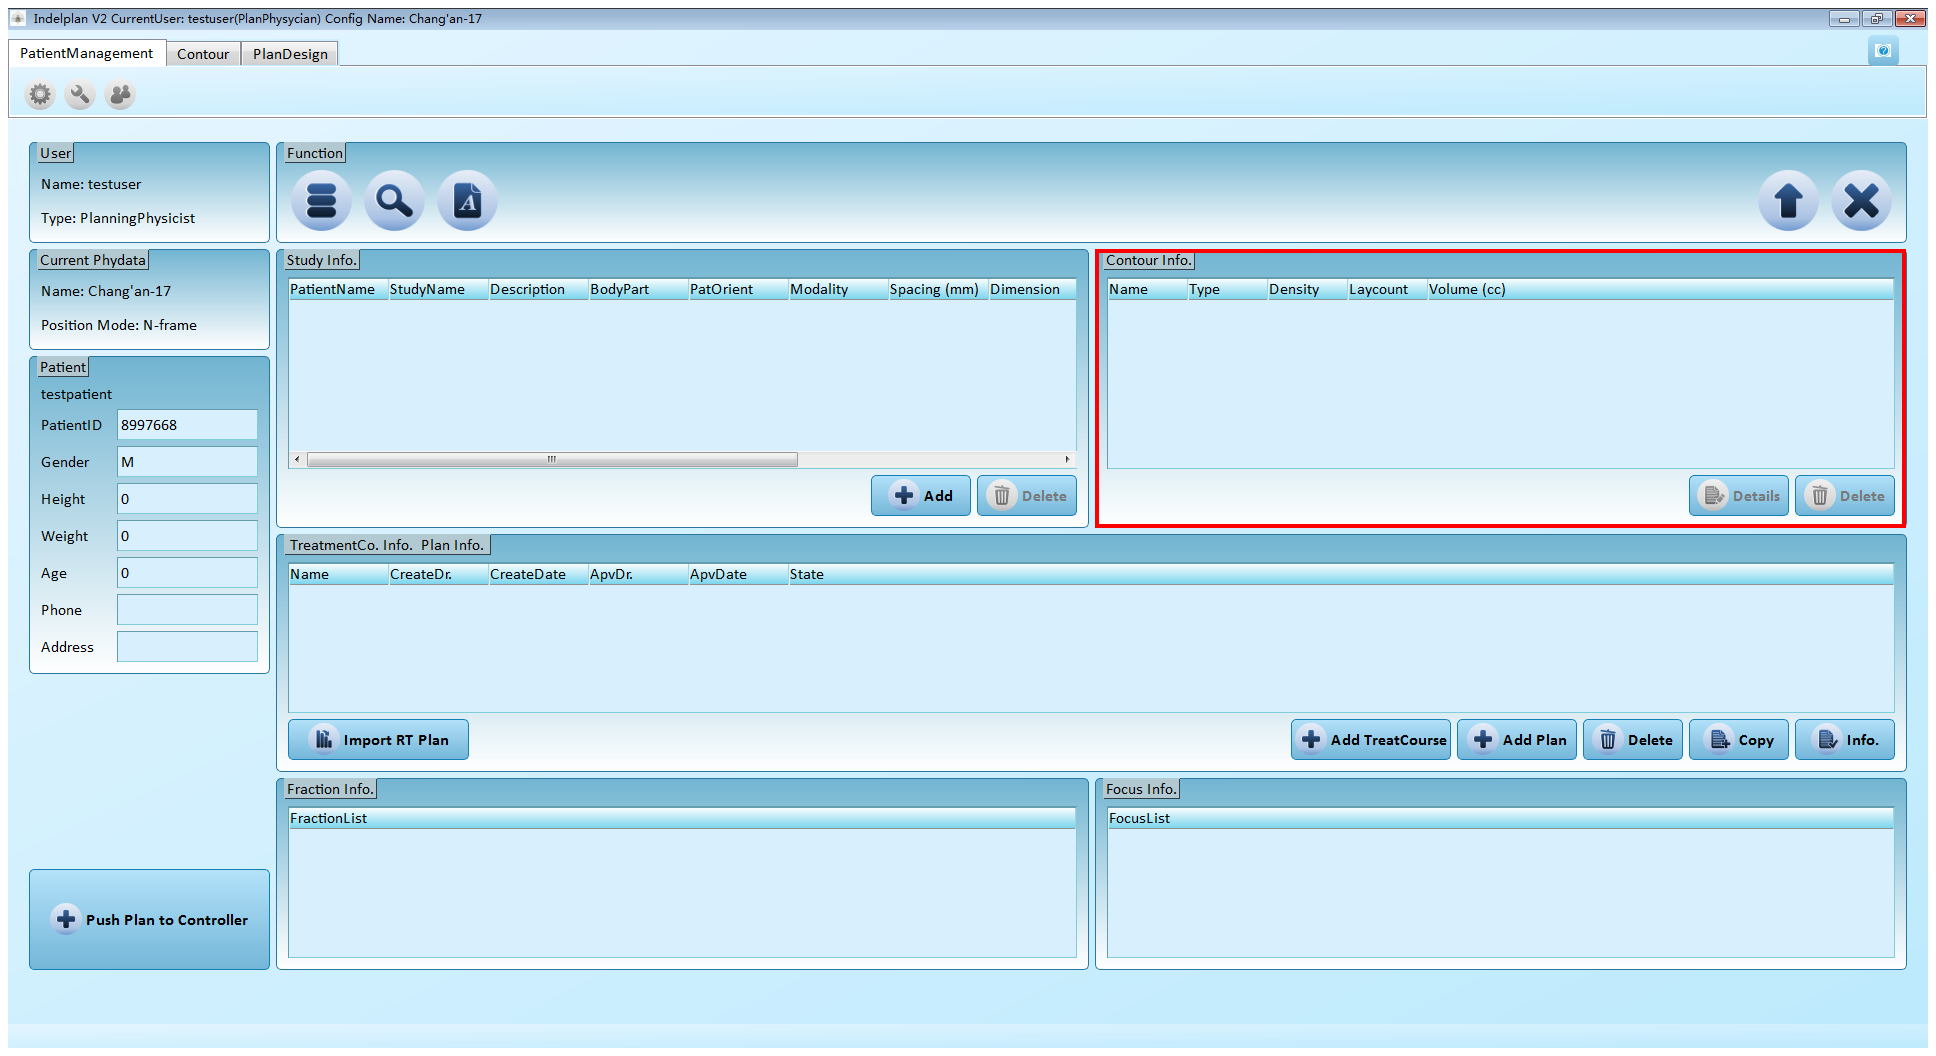 Indelplan V2 CurrentUser: testuser(PlanPhysycian) Config Name: Chang'an-17
PatientManagement Contour PlanDesign
User
Name: testuser
Type: PlanningPhysicist
Function
A
Current Phydata
Name: Chang'an-17
Position Mode: N-frame
Study Info.
PatientName StudyName Description BodyPart PatOrient Modality Spacing (mm) Dimension
Add Delete
Contour Info.
Name Type Density Laycount Volume (cc)
Details Delete
Patient
testpatient
PatientID 8997668
Gender M
Height 0
Weight 0
Age 0
Phone
Address
TreatmentCo. Info. Plan Info.
Name CreateDr. CreateDate ApvDr. ApvDate State
Import RT Plan Add TreatCourse Add Plan Delete Copy Info.
Fraction Info.
FractionList
Focus Info.
FocusList
Push Plan to Controller